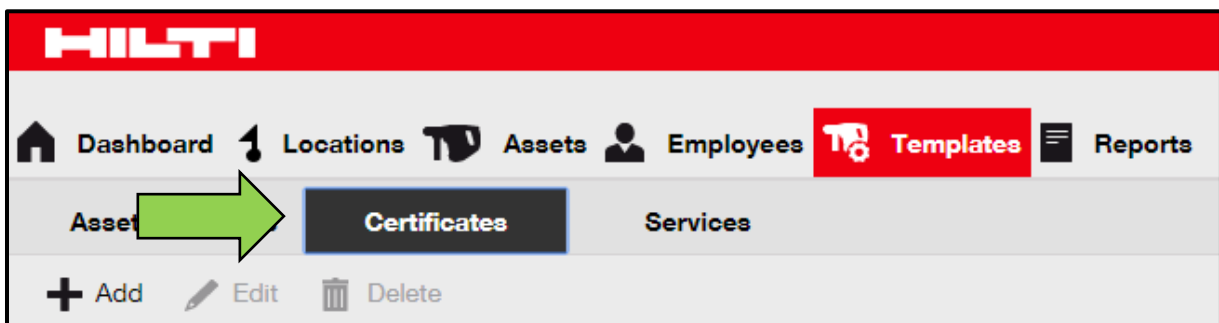 HILTI
Dashboard Locations Assets Employees Templates Reports
Certificates Services
Add Edit Delete